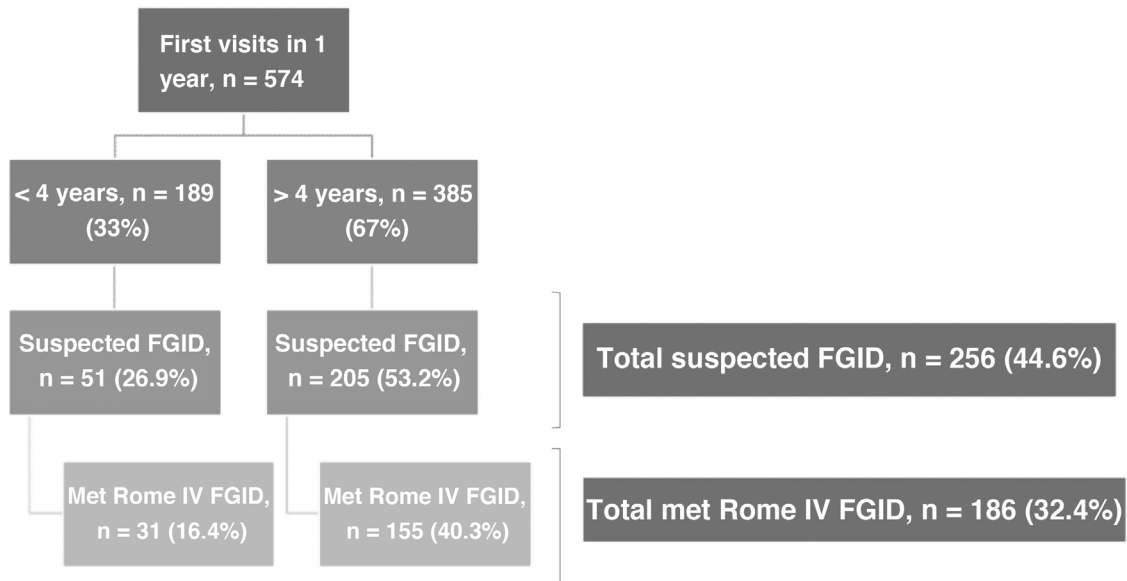 First visits in 1
year, n = 574
< 4 years, n = 189
(33%)
> 4 years, n = 385
(67%)
Suspected FGID,
n = 51 (26.9%)
Suspected FGID,
n = 205 (53.2%)
Total suspected FGID, n = 256 (44.6%)
Met Rome IV FGID,
n = 31 (16.4%)
Met Rome IV FGID,
n = 155 (40.3%)
Total met Rome IV FGID, n = 186 (32.4%)